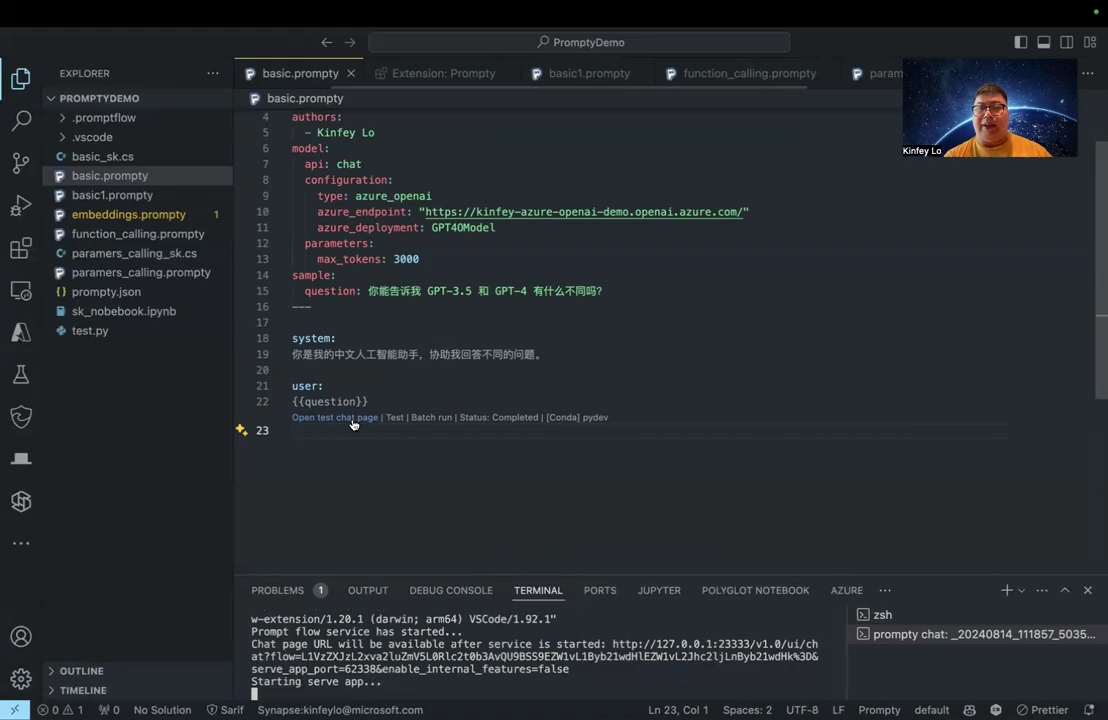 PromptyDemo
EXPLORER
PROMPTYDEMO
.promptflow
.vscode
basic_sk.cs
basic.prompty
basic1.prompty
embeddings.prompty 1
function_calling.prompty
paramers_calling_sk.cs
paramers_calling.prompty
prompty.json
sk_nobebook.ipynb
test.py
OUTLINE
TIMELINE
basic.prompty
Extension: Prompty
basic1.prompty
function_calling.prompty
param
basic.prompty
Kinfey Lo
4 authors:
5 - Kinfey Lo
6 model:
7 api: chat
8 configuration:
9 type: azure_openai
10 azure_endpoint: "https://kinfey-azure-openai-demo.openai.azure.com/"
11 azure_deployment: GPT4OModel
12 parameters:
13 max_tokens: 3000
14 sample:
15 question: 你能告诉我 GPT-3.5 和 GPT-4 有什么不同吗?
16 ---
17
18 system:
19 你是我的中文人工智能助手，协助我回答不同的问题。
20
21 user:
22 {{question}}
Open test chat page | Test | Batch run | Status: Completed | [Conda] pydev
23
PROBLEMS 1 OUTPUT DEBUG CONSOLE TERMINAL PORTS JUPYTER POLYGLOT NOTEBOOK AZURE
w-extension/1.20.1 (darwin; arm64) VSCode/1.92.1"
Prompt flow service has started...
Chat page URL will be available after service is started: http://127.0.0.1:23333/v1.0/ui/ch
serve_app_port=62338&enable_internal_features=false
Starting serve app...
zsh
prompty chat: _20240814_111857_5035...
0 1 0 No Solution Sarif Synapse:kinfeylo@microsoft.com Ln 23, Col 1 Spaces: 2 UTF-8 LF Prompty default Prettier